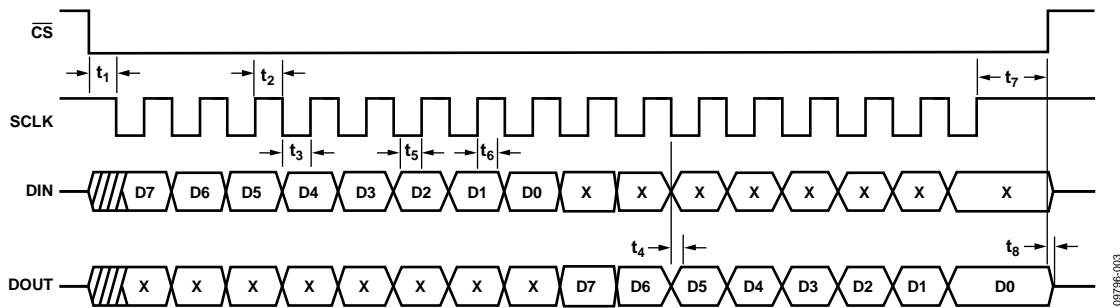 CS
t1 t2 t7
SCLK
t3 t5 t6
DIN D7 D6 D5 D4 D3 D2 D1 D0 X X X X X X X X
t4 t8
DOUT X X X X X X X X D7 D6 D5 D4 D3 D2 D1 D0
07926-003